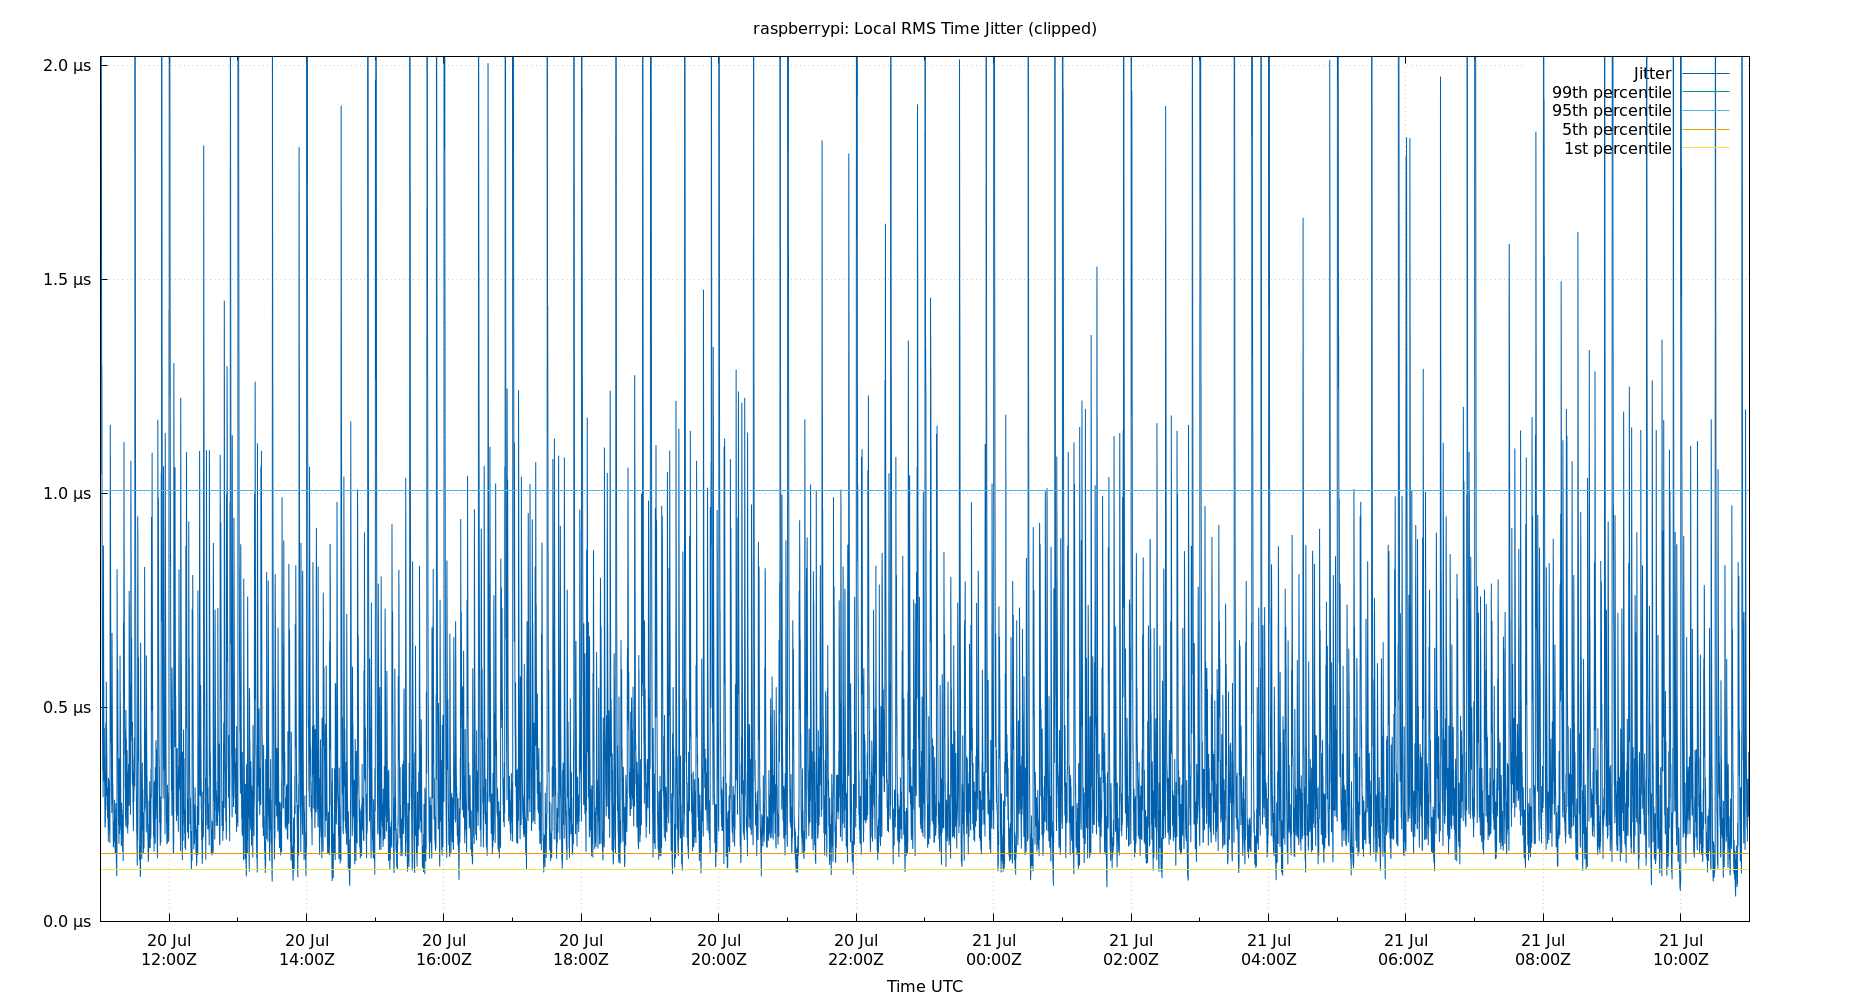 raspberrypi: Local RMS Time Jitter (clipped)
2.0 μs
1.5 μs
1.0 μs
0.5 μs
0.0 μs
Jitter
99th percentile
95th percentile
5th percentile
1st percentile
20 Jul 20 Jul 20 Jul 20 Jul 20 Jul 20 Jul 21 Jul 21 Jul 21 Jul 21 Jul 21 Jul 21 Jul
12:00Z 14:00Z 16:00Z 18:00Z 20:00Z 22:00Z 00:00Z 02:00Z 04:00Z 06:00Z 08:00Z 10:00Z
Time UTC